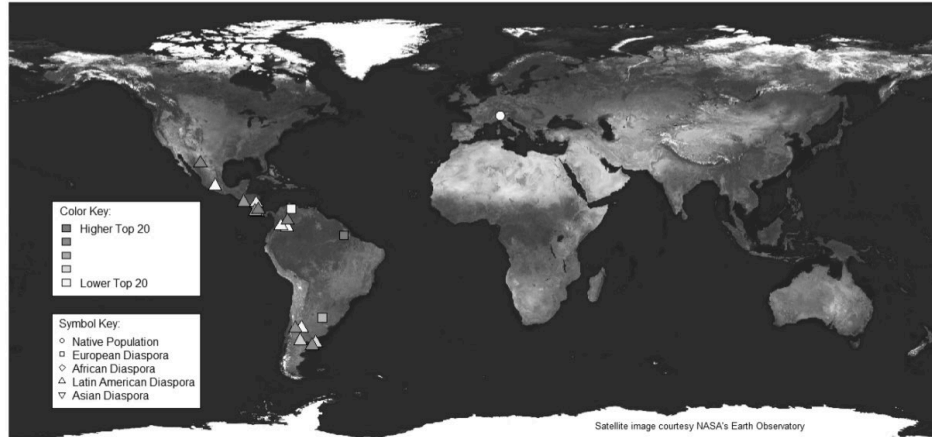 Color Key:
Higher Top 20
Lower Top 20
Symbol Key:
Native Population
European Diaspora
African Diaspora
Latin American Diaspora
Asian Diaspora
Satellite image courtesy NASA's Earth Observatory